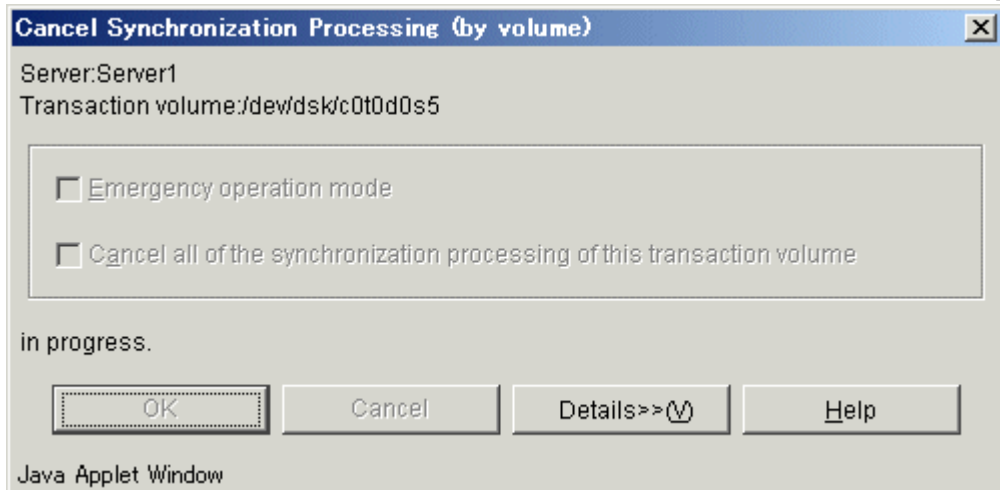 Cancel Synchronization Processing (by volume)
Server:Server1
Transaction volume:/dev/dsk/c0t0d0s5
Emergency operation mode
Cancel all of the synchronization processing of this transaction volume
in progress.
OK Cancel Details>>(V) Help
Java Applet Window